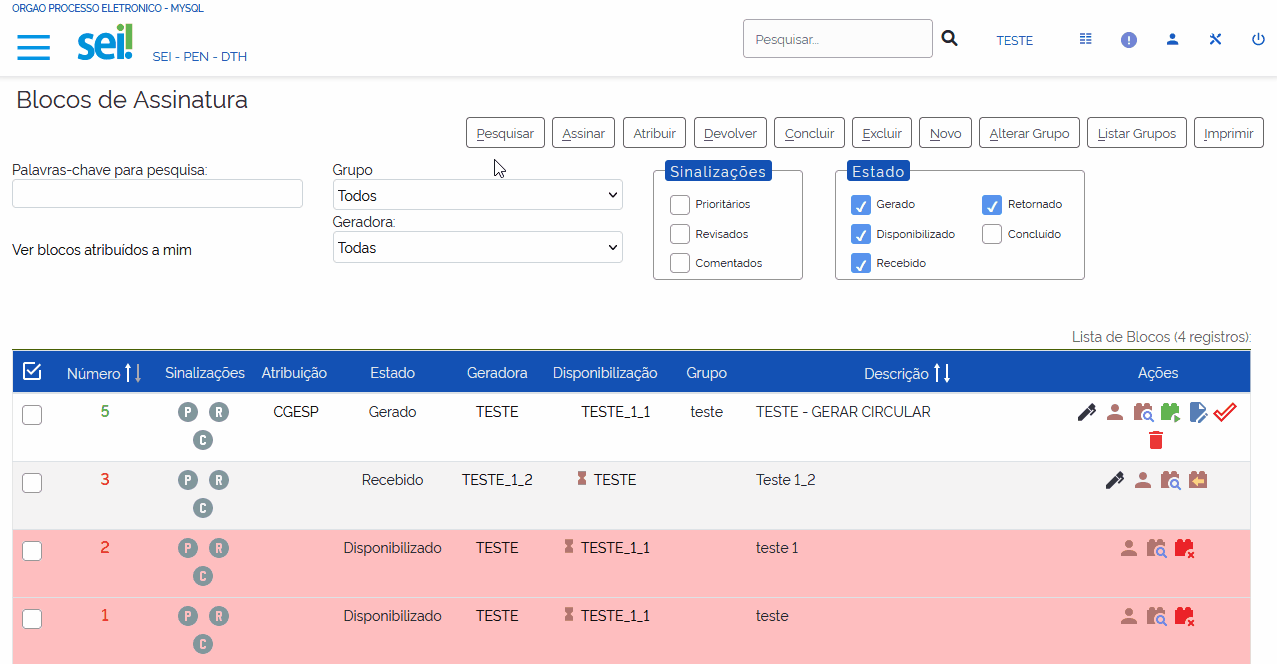 ORGAO PROCESSO ELETRONICO - MYSQL
sei!
SEI - PEN - DTH
Pesquisar...
TESTE
Blocos de Assinatura
Pesquisar
Assinar
Atribuir
Devolver
Concluir
Excluir
Novo
Alterar Grupo
Listar Grupos
Imprimir
Palavras-chave para pesquisa:
Ver blocos atribuídos a mim
Grupo
Todos
Geradora:
Todas
Sinalizações
Prioritários
Revisados
Comentados
Estado
Gerado
Retornado
Disponibilizado
Concluído
Recebido
Lista de Blocos (4 registros):
Número Sinalizações Atribuição Estado Geradora Disponibilização Grupo Descrição Ações
5 P R CGESP Gerado TESTE TESTE_1_1 teste TESTE - GERAR CIRCULAR
C
3 P R Recebido TESTE_1_2 TESTE Teste 1_2
C
2 P R Disponibilizado TESTE TESTE_1_1 teste 1
C
1 P R Disponibilizado TESTE TESTE_1_1 teste
C